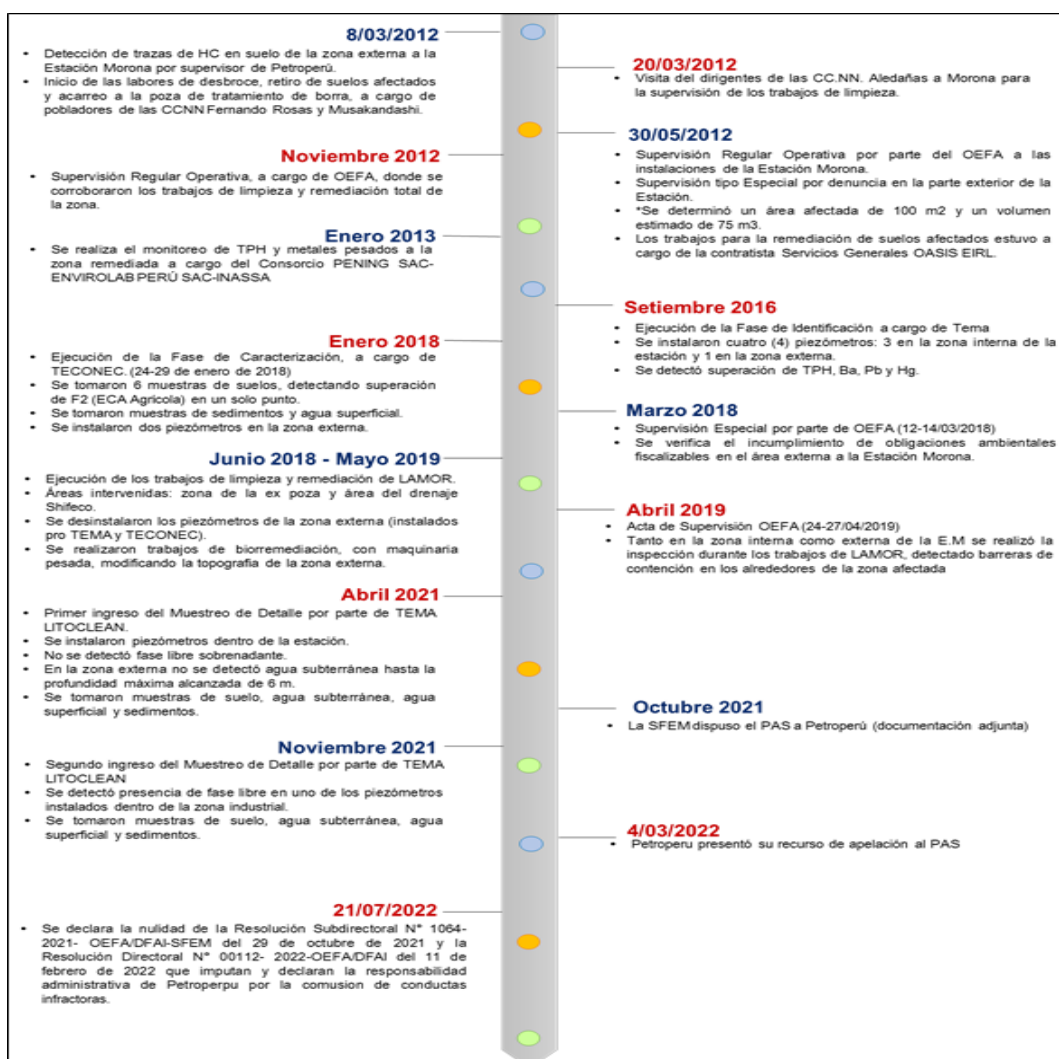 8/03/2012
• Detección de trazas de HC en suelo de la zona externa a la
Estación Morona por supervisor de Petroperú.
• Inicio de las labores de desbroce, retiro de suelos afectados
y acarreo a la poza de tratamiento de borra, a cargo de
pobladores de las CCNN Fernando Rosas y Musakandashi.
20/03/2012
• Visita del dirigentes de las CC.NN. Aledañas a Morona para
la supervisión de los trabajos de limpieza.
30/05/2012
• Supervisión Regular Operativa por parte del OEFA a las
instalaciones de la Estación Morona.
• Supervisión tipo Especial por denuncia en la parte exterior de la
Estación.
• *Se determinó un área afectada de 100 m2 y un volumen
estimado de 75 m3.
• Los trabajos para la remediación de suelos afectados estuvo a
cargo de la contratista Servicios Generales OASIS EIRL.
Noviembre 2012
• Supervisión Regular Operativa, a cargo de OEFA, donde se
corroboraron los trabajos de limpieza y remediación total de
la zona.
Enero 2013
• Se realiza el monitoreo de TPH y metales pesados a la
zona remediada a cargo del Consorcio PENING SAC-
ENVIROLAB PERÚ SAC-INASSA
Setiembre 2016
• Ejecución de la Fase de Identificación a cargo de Tema
• Se instalaron cuatro (4) piezómetros: 3 en la zona interna de la
estación y 1 en la zona externa.
• Se detectó superación de TPH, Ba, Pb y Hg.
Enero 2018
• Ejecución de la Fase de Caracterización, a cargo de
TECONEC. (24-29 de enero de 2018)
• Se tomaron 6 muestras de suelos, detectando superación
de F2 (ECA Agrícola) en un solo punto.
• Se tomaron muestras de sedimentos y agua superficial.
• Se instalaron dos piezómetros en la zona externa.
Marzo 2018
• Supervisión Especial por parte de OEFA (12-14/03/2018)
• Se verifica el incumplimiento de obligaciones ambientales
fiscalizables en el área externa a la Estación Morona.
Junio 2018 - Mayo 2019
• Ejecución de los trabajos de limpieza y remediación de LAMOR.
• Áreas intervenidas: zona de la ex poza y área del drenaje
Shifeco.
• Se desinstalaron los piezómetros de la zona externa (instalados
pro TEMA y TECONEC).
• Se realizaron trabajos de biorremediación, con maquinaria
pesada, modificando la topografía de la zona externa.
Abril 2019
• Acta de Supervisión OEFA (24-27/04/2019)
• Tanto en la zona interna como externa de la E.M se realizó la
inspección durante los trabajos de LAMOR, detectado barreras de
contención en los alrededores de la zona afectada
Abril 2021
• Primer ingreso del Muestreo de Detalle por parte de TEMA
LITOCLEAN.
• Se instalaron piezómetros dentro de la estación.
• No se detectó fase libre sobrenadante.
• En la zona externa no se detectó agua subterránea hasta la
profundidad máxima alcanzada de 6 m.
• Se tomaron muestras de suelo, agua subterránea, agua
superficial y sedimentos.
Octubre 2021
• La SFEM dispuso el PAS a Petroperú (documentación adjunta)
Noviembre 2021
• Segundo ingreso del Muestreo de Detalle por parte de TEMA
LITOCLEAN
• Se detectó presencia de fase libre en uno de los piezómetros
instalados dentro de la zona industrial.
• Se tomaron muestras de suelo, agua subterránea, agua
superficial y sedimentos.
4/03/2022
• Petroperu presentó su recurso de apelación al PAS
21/07/2022
• Se declara la nulidad de la Resolución Subdirectoral N° 1064-
2021- OEFA/DFAI-SFEM del 29 de octubre de 2021 y la
Resolución Directoral N° 00112- 2022-OEFA/DFAI del 11 de
febrero de 2022 que imputan y declaran la responsabilidad
administrativa de Petroperpu por la comusion de conductas
infractoras.